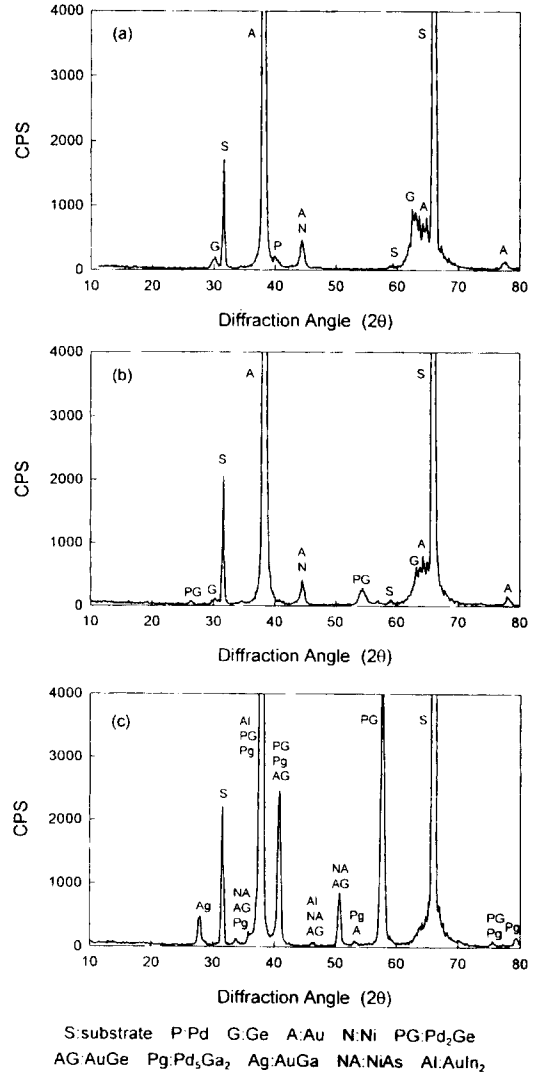 4000
(a)
A
S
3000
CPS
2000
S
1000
G
A
N
P
G
A
S
A
0
10 20 30 40 50 60 70 80
Diffraction Angle (2θ)
4000
(b)
A
S
3000
CPS
2000
S
1000
PG
G
A
N
PG
S
G
A
A
0
10 20 30 40 50 60 70 80
Diffraction Angle (2θ)
4000
(c)
AI
PG
Pg
PG
Pg
AG
PG
S
3000
CPS
2000
S
1000
Ag
NA
AG
Pg
AI
NA
AG
NA
AG
Pg
A
PG
Pg
Pg
0
10 20 30 40 50 60 70 80
Diffraction Angle (2θ)
S:substrate P:Pd G:Ge A:Au N:Ni PG:Pd₂Ge
AG:AuGe Pg:Pd₅Ga₂ Ag:AuGa NA:NiAs AI:AuIn₂